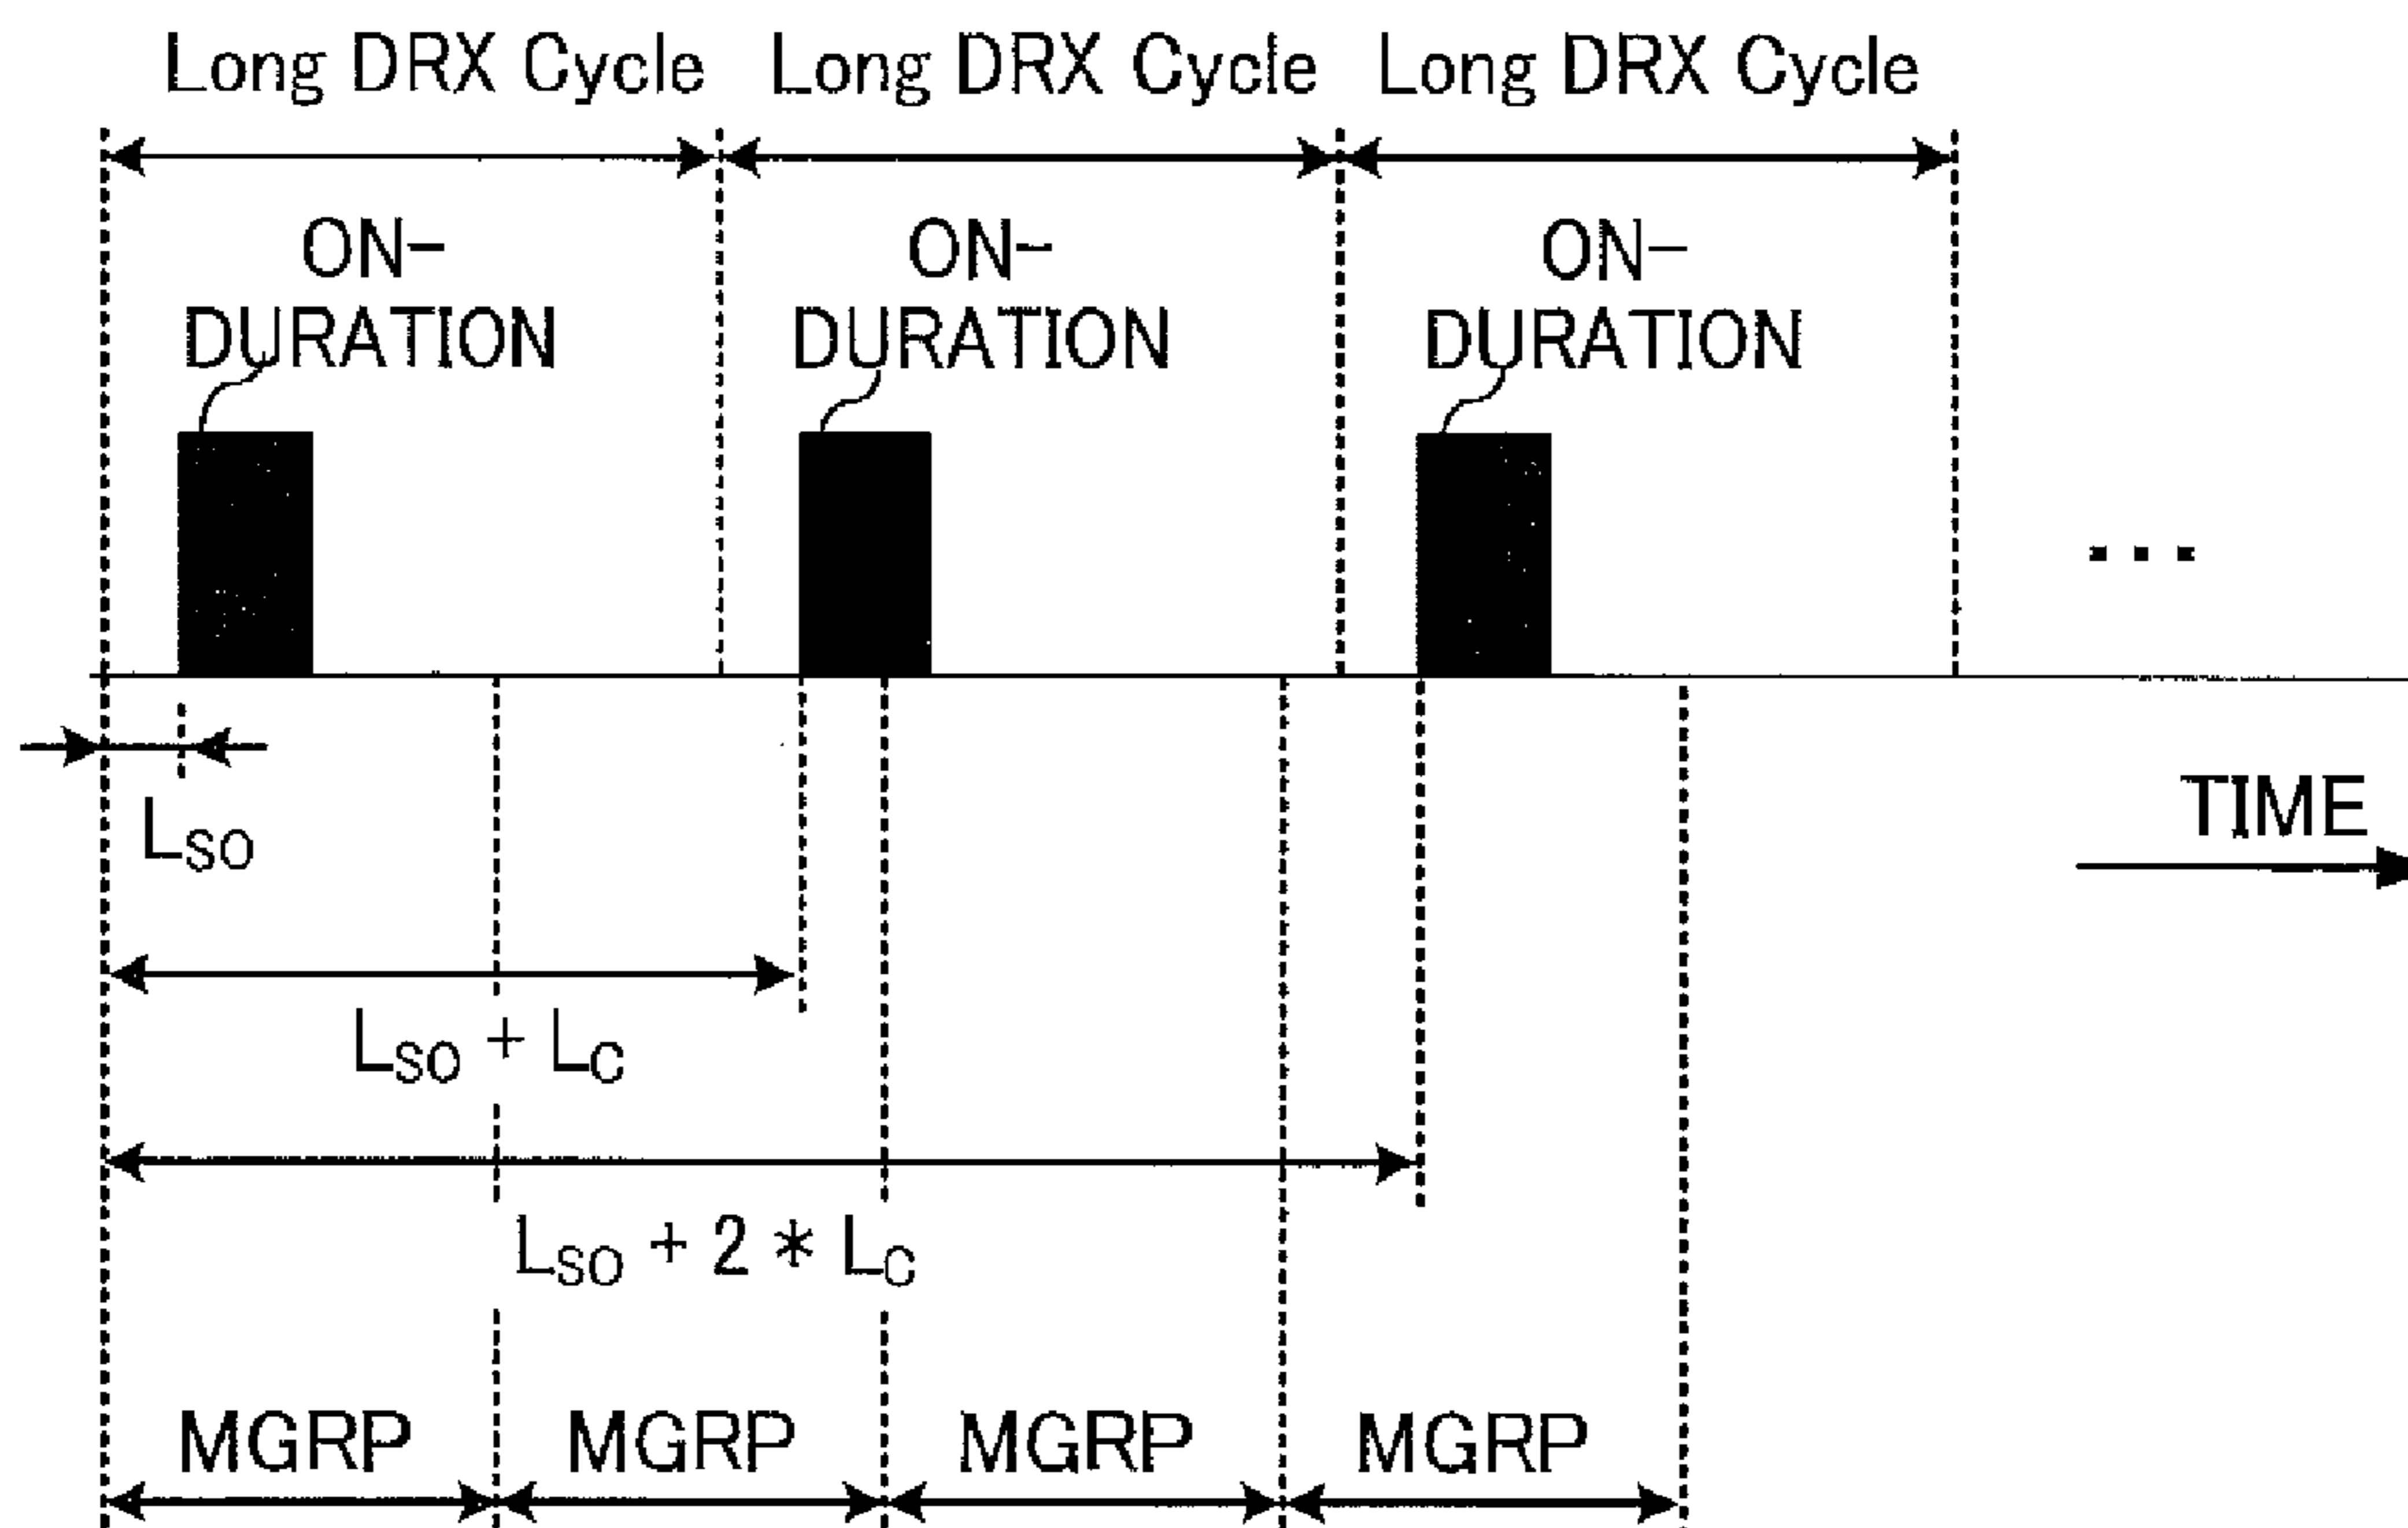 Long DRX Cycle Long DRX Cycle Long DRX Cycle
ON- ON- ON-
DURATION DURATION DURATION
...
LSO
TIME
LSO + LC
LSO + 2 * LC
MGRP MGRP MGRP MGRP